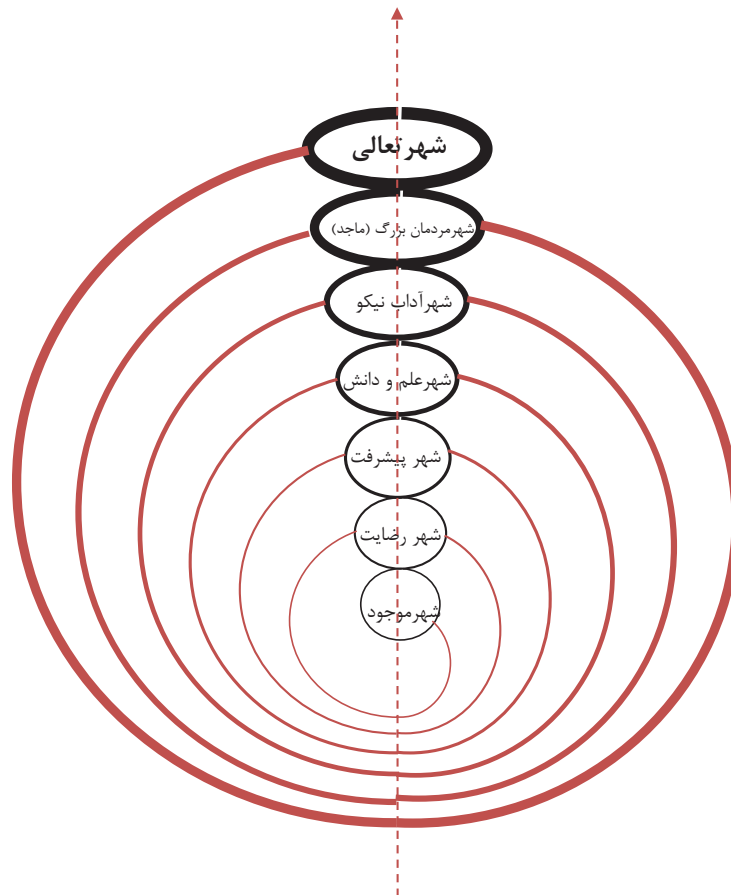 شهر تعالی
شهرمردمان بزرگ (ماجد)
شهرآداب نیکو
شهرعلم و دانش
شهر پیشرفت
شهر رضایت
شهرموجود